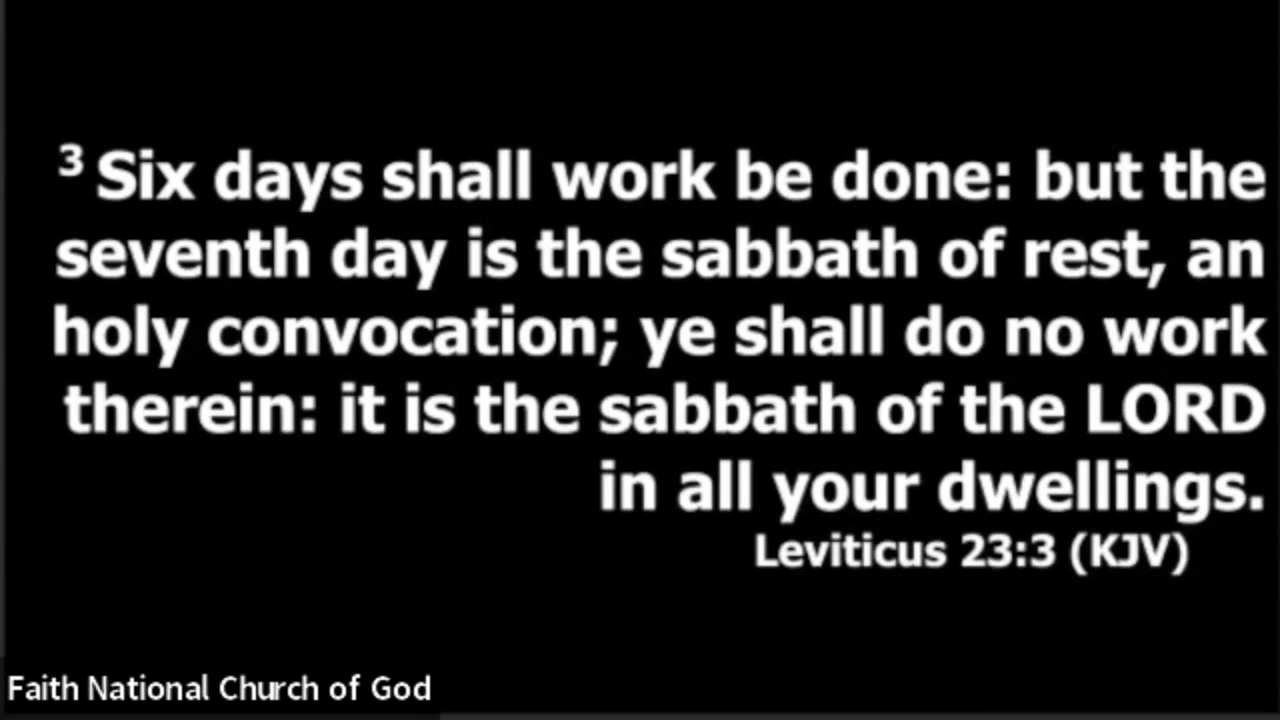 3 Six days shall work be done: but the
seventh day is the sabbath of rest, an
holy convocation; ye shall do no work
therein: it is the sabbath of the LORD
in all your dwellings.
Leviticus 23:3 (KJV)
Faith National Church of God